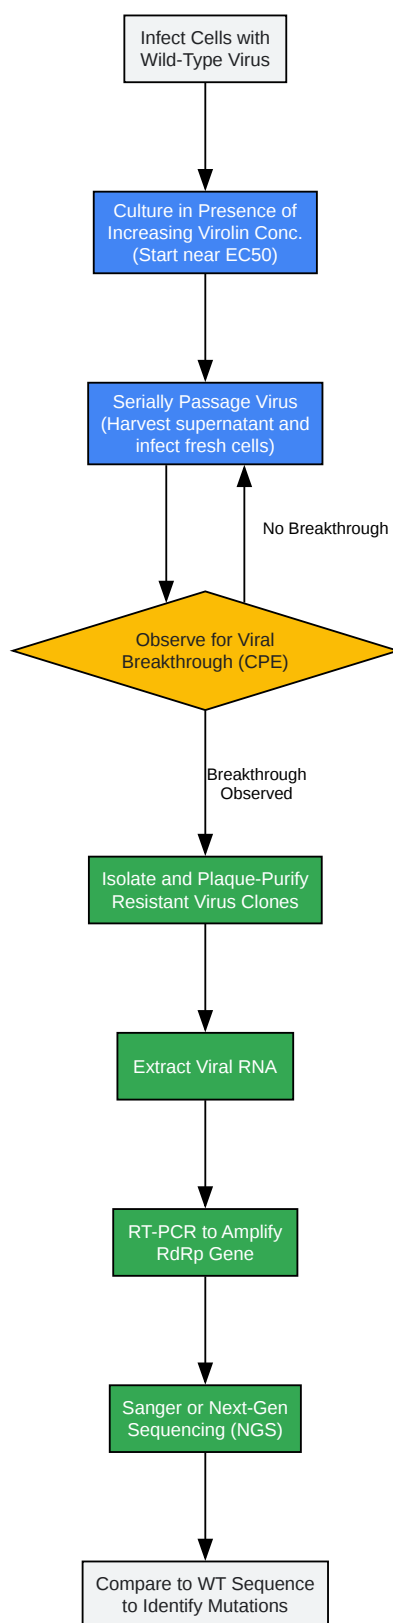 Infect Cells with
Wild-Type Virus
Culture in Presence of
Increasing Virolin Conc.
(Start near EC50)
Serially Passage Virus
(Harvest supernatant and
infect fresh cells)
No Breakthrough
Observe for Viral
Breakthrough (CPE)
Breakthrough
Observed
Isolate and Plaque-Purify
Resistant Virus Clones
Extract Viral RNA
RT-PCR to Amplify
RdRp Gene
Sanger or Next-Gen
Sequencing (NGS)
Compare to WT Sequence
to Identify Mutations